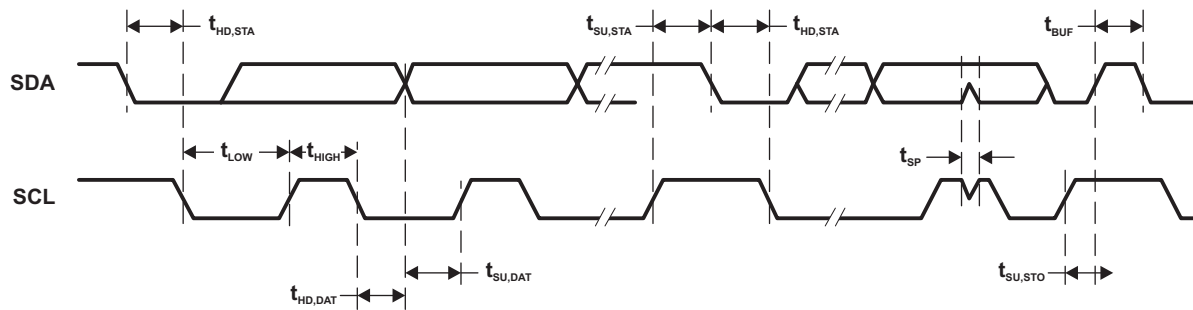 tHD,STA
tSU,STA
tHD,STA
tBUF
SDA
tLOW
tHIGH
tSP
SCL
tSU,DAT
tHD,DAT
tSU,STO